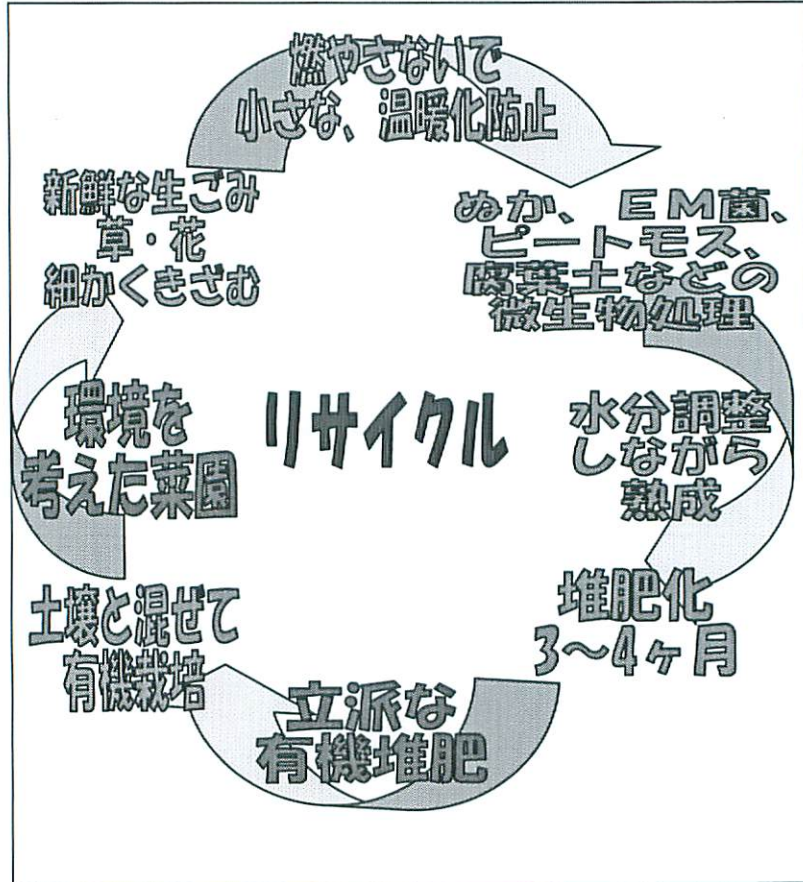 燃やさないで
小さな、温暖化防止
新鮮な生ごみ
草・花
細かくきざむ
ぬか、EM菌、
ピートモス、
腐葉土などの
微生物処理
環境を
考えた菜園
リサイクル
水分調整
しながら
熟成
土壌と混ぜて
有機栽培
堆肥化
3～4ヶ月
立派な
有機堆肥